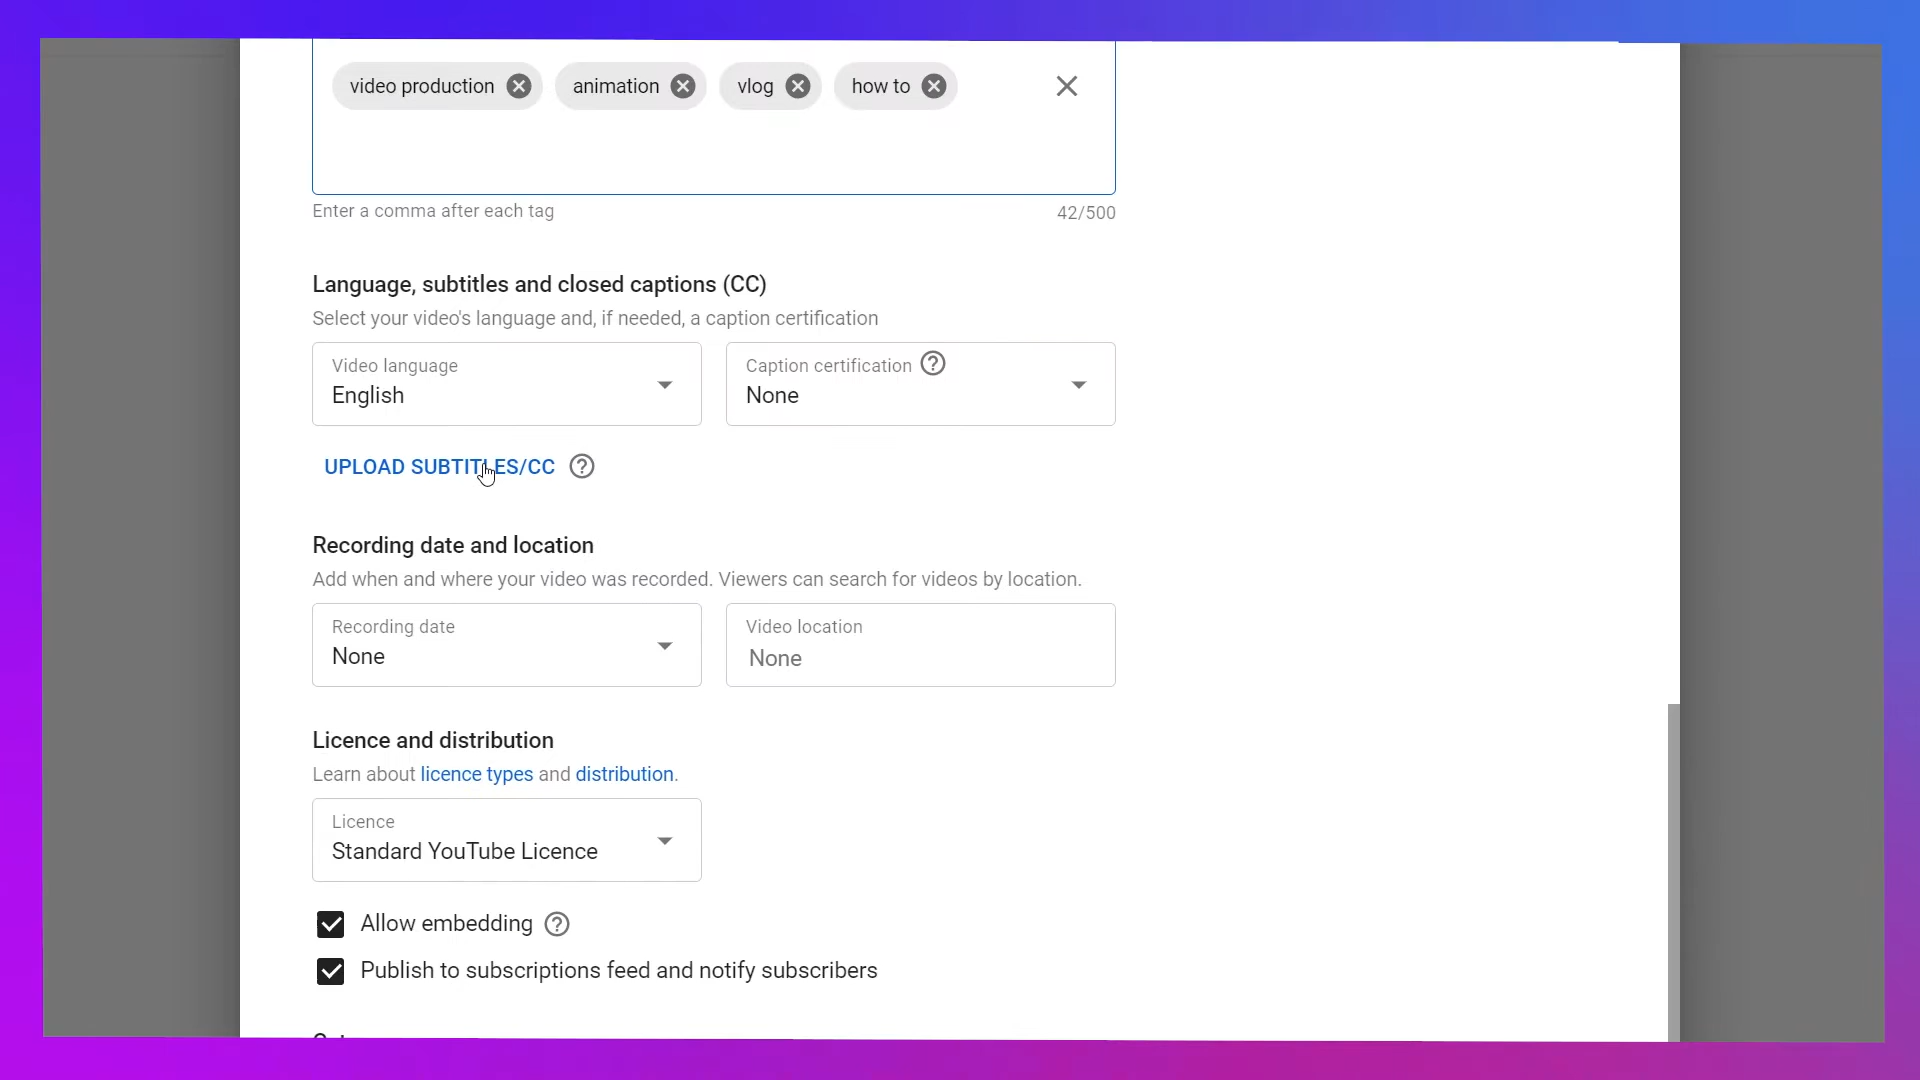 video production animation vlog how to
Enter a comma after each tag 42/500
Language, subtitles and closed captions (CC)
Select your video's language and, if needed, a caption certification
Video language
English
Caption certification
None
UPLOAD SUBTITLES/CC
Recording date and location
Add when and where your video was recorded. Viewers can search for videos by location.
Recording date
None
Video location
None
Licence and distribution
Learn about licence types and distribution.
Licence
Standard YouTube Licence
Allow embedding
Publish to subscriptions feed and notify subscribers